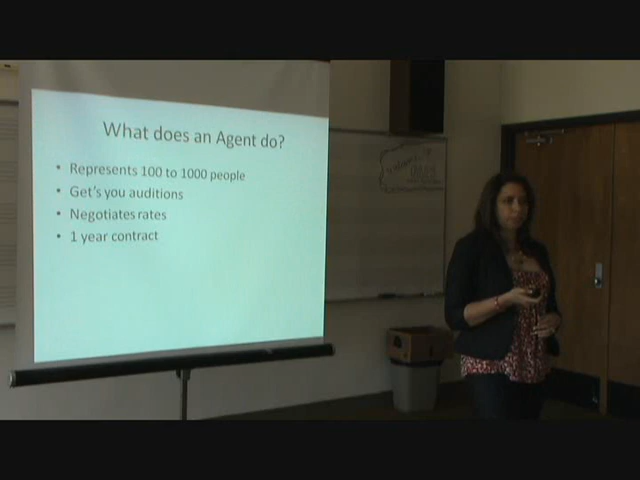 What does an Agent do?
• Represents 100 to 1000 people
• Get's you auditions
• Negotiates rates
• 1 year contract